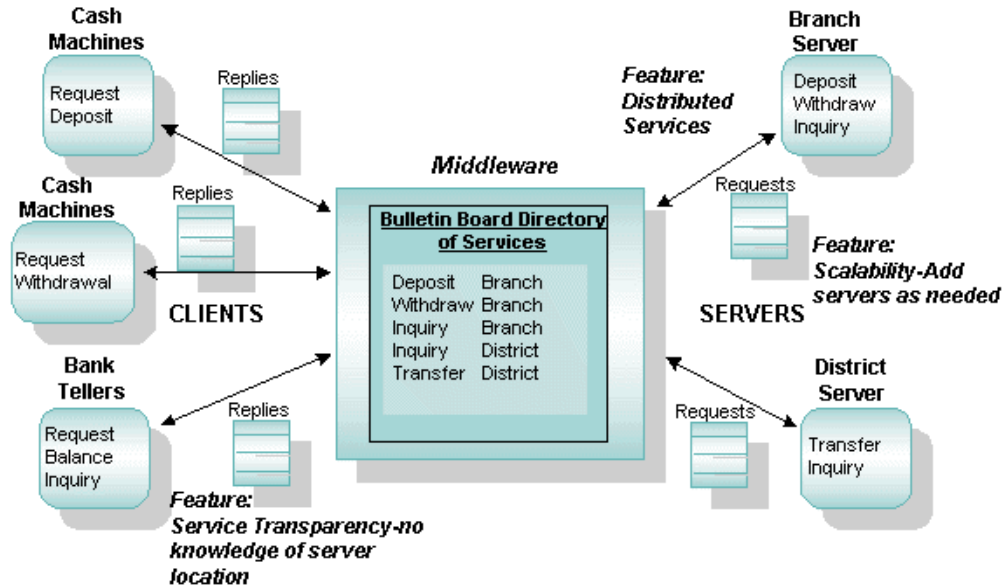 Cash
Machines
Request
Deposit
Replies
Cash
Machines
Request
Withdrawal
Replies
CLIENTS
Bank
Tellers
Request
Balance
Inquiry
Replies
Feature:
Service Transparency-no
knowledge of server
location
Middleware
Bulletin Board Directory
of Services
Deposit Branch
Withdraw Branch
Inquiry Branch
Inquiry District
Transfer District
Feature:
Distributed
Services
Branch
Server
Deposit
Withdraw
Inquiry
Requests
Feature:
Scalability-Add
servers as needed
SERVERS
District
Server
Requests
Transfer
Inquiry